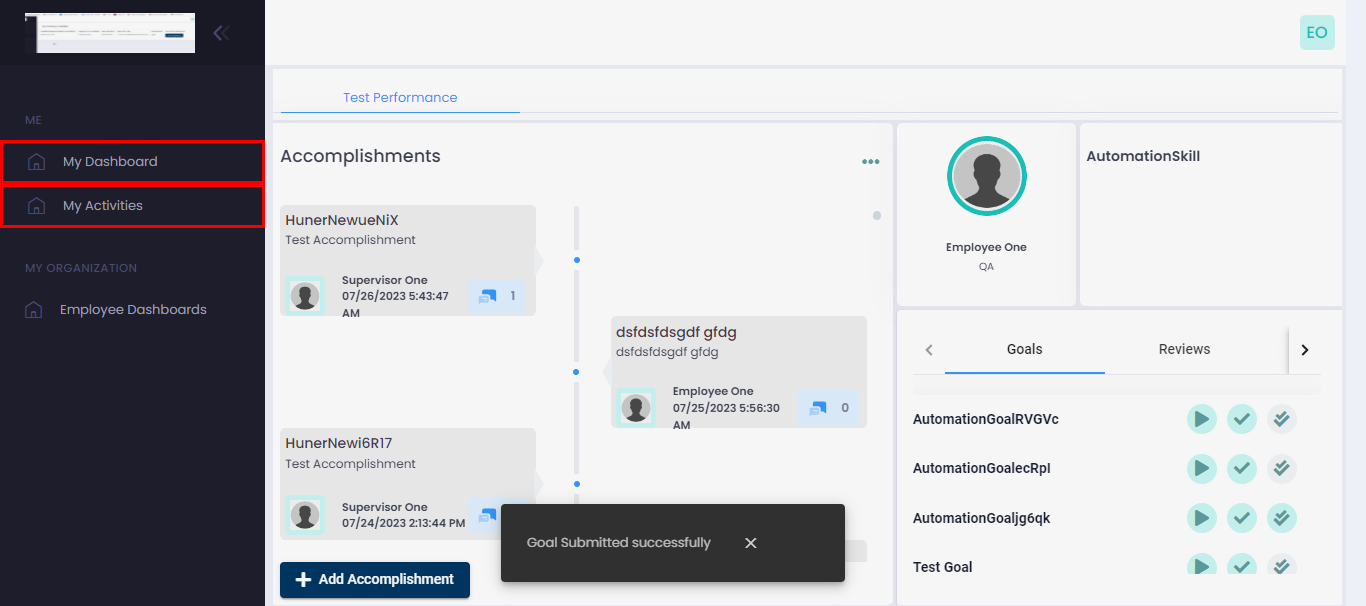 EO
ME
My Dashboard
My Activities
MY ORGANIZATION
Employee Dashboards
Test Performance
Accomplishments
HunerNewueNiX
Test Accomplishment
Supervisor One
07/26/2023 5:43:47
AM
1
dsfdsfdsgdf gfdg
dsfdsfdsgdf gfdg
Employee One
07/25/2023 5:56:30
AM
0
HunerNewi6R17
Test Accomplishment
Supervisor One
07/24/2023 2:13:44 PM
Add Accomplishment
Goal Submitted successfully
Employee One
QA
AutomationSkill
Goals
Reviews
AutomationGoalRVGVc
AutomationGoalecRpI
AutomationGoaljg6qk
Test Goal